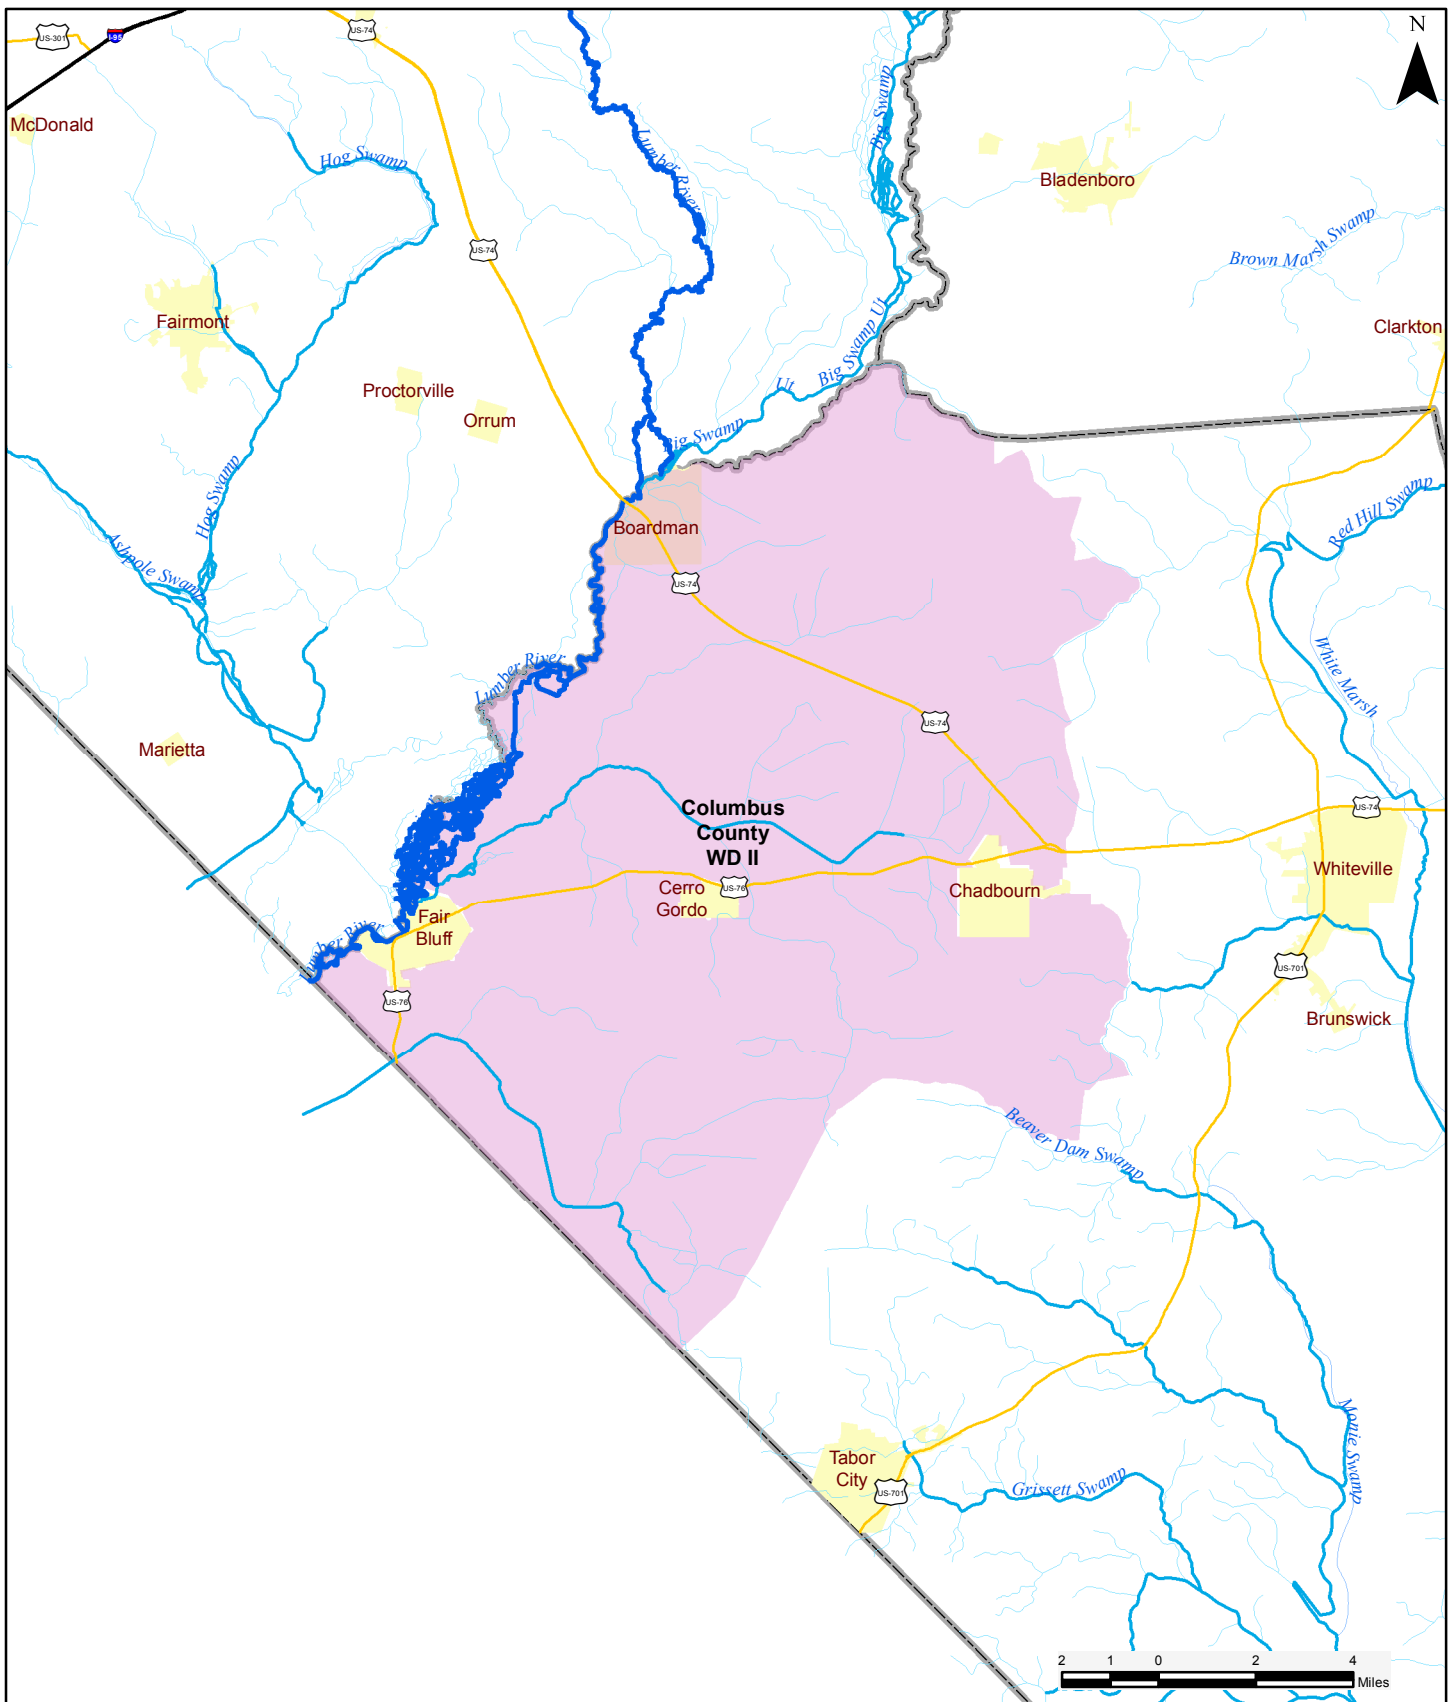 N
US-301
I-95
US-74
McDonald
Hog Swamp
Lumber River
Big Swamp
Bladenboro
Brown Marsh Swamp
US-74
Fairmont
Clarkton
Big Swamp Ut
Ut
Proctorville
Orrum
Big Swamp
Hog Swamp
Red Hill Swamp
Boardman
Ashpole Swamp
US-74
White Marsh
Lumber River
US-74
Marietta
Columbus
County
WD II
US-74
Whiteville
Cerro
Gordo
US-76
Chadbourn
Fair
Bluff
Lumber River
US-701
US-76
Brunswick
Beaver Dam Swamp
Monie Swamp
Tabor
City
US-701
Grissett Swamp
2 1 0 2 4
Miles